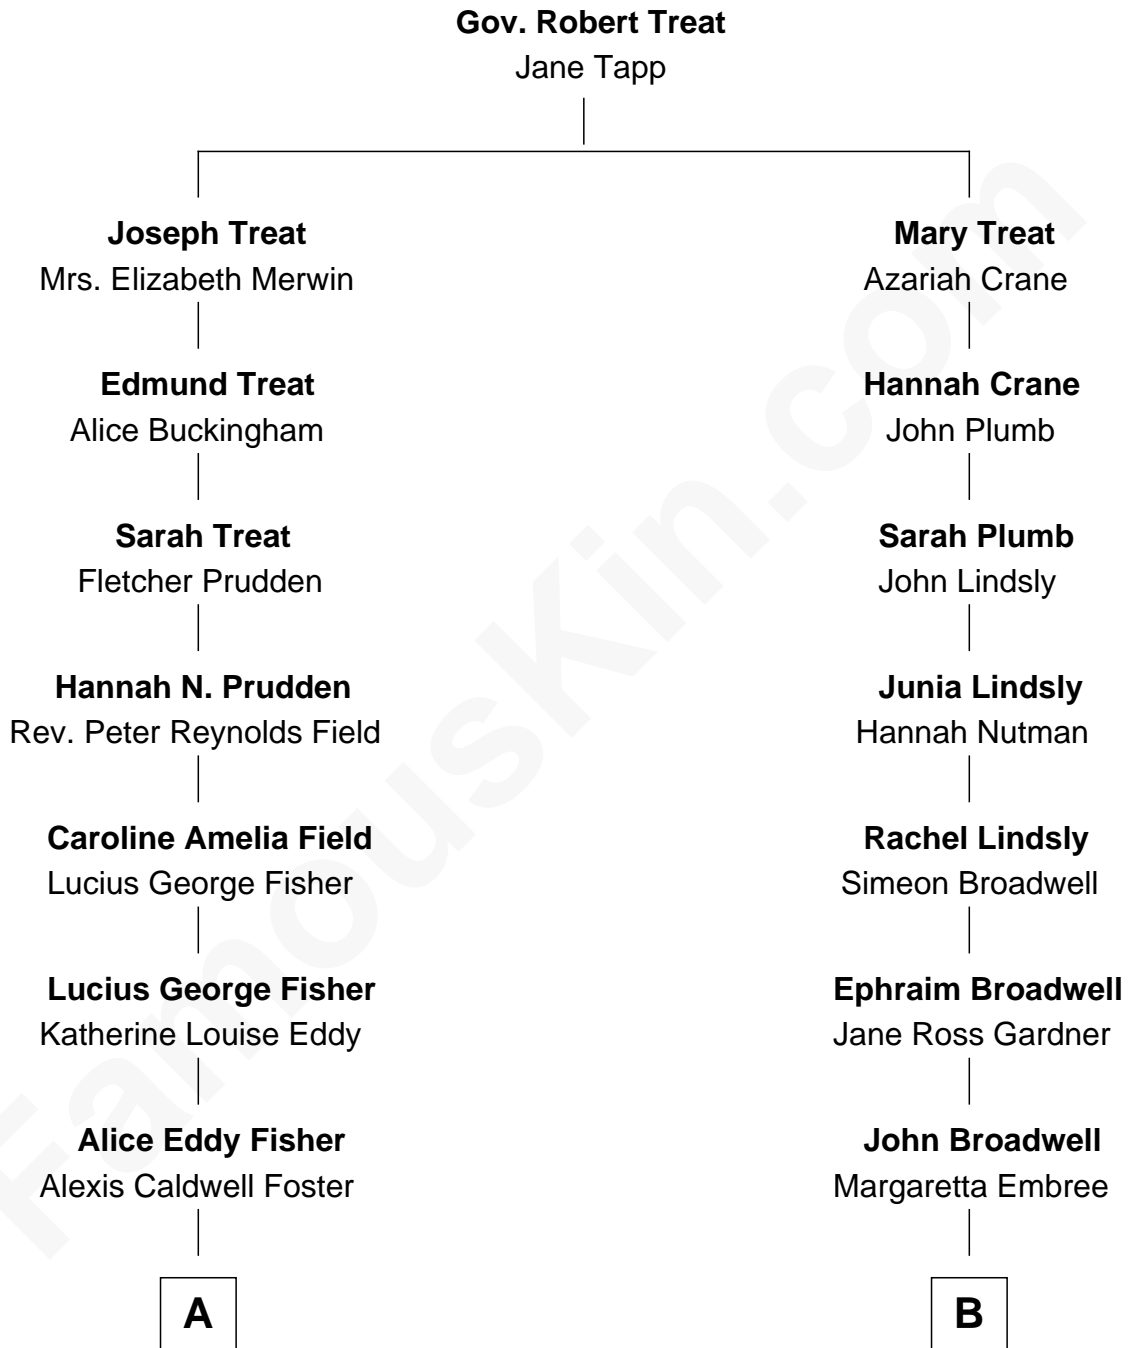 Gov. Robert Treat
Jane Tapp
Joseph Treat
Mrs. Elizabeth Merwin
Mary Treat
Azariah Crane
Edmund Treat
Alice Buckingham
Hannah Crane
John Plumb
Sarah Treat
Fletcher Prudden
Sarah Plumb
John Lindsly
Hannah N. Prudden
Rev. Peter Reynolds Field
Junia Lindsly
Hannah Nutman
Caroline Amelia Field
Lucius George Fisher
Rachel Lindsly
Simeon Broadwell
Lucius George Fisher
Katherine Louise Eddy
Ephraim Broadwell
Jane Ross Gardner
Alice Eddy Fisher
Alexis Caldwell Foster
John Broadwell
Margaretta Embree
A
B
FamousKin.com